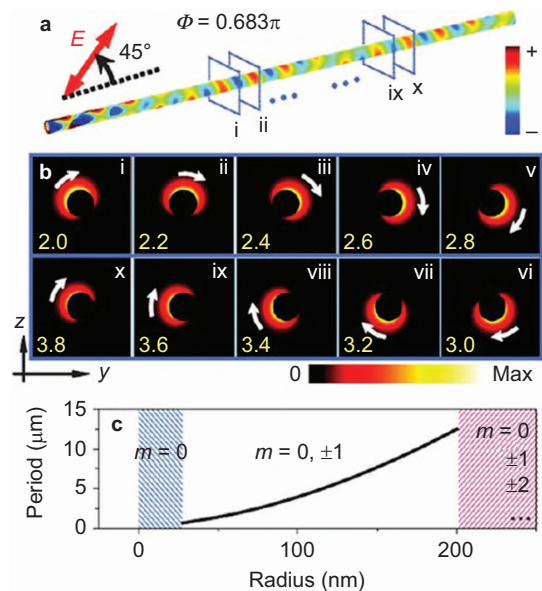 a
E
45°
Φ = 0.683π
+
−
i
ii
ix
x
b
i
ii
iii
iv
v
2.0
2.2
2.4
2.6
2.8
x
ix
viii
vii
vi
3.8
3.6
3.4
3.2
3.0
z
y
0
Max
c
Period (μm)
15
10
5
0
m = 0
m = 0, ±1
m = 0
±1
±2
...
0
100
200
Radius (nm)